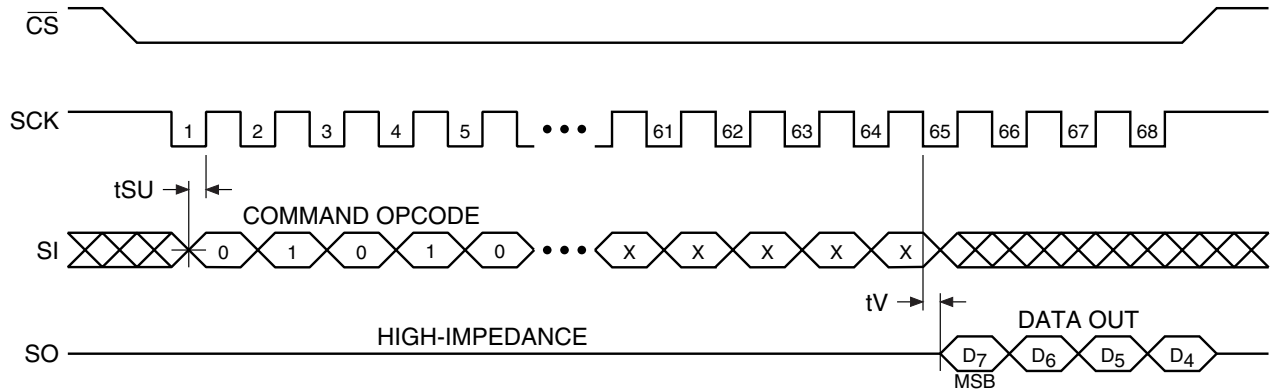 CS
SCK
1 2 3 4 5 ••• 61 62 63 64 65 66 67 68
tSU
COMMAND OPCODE
SI
0 1 0 1 0 ••• X X X X X
tV
HIGH-IMPEDANCE
DATA OUT
SO
D7 D6 D5 D4
MSB